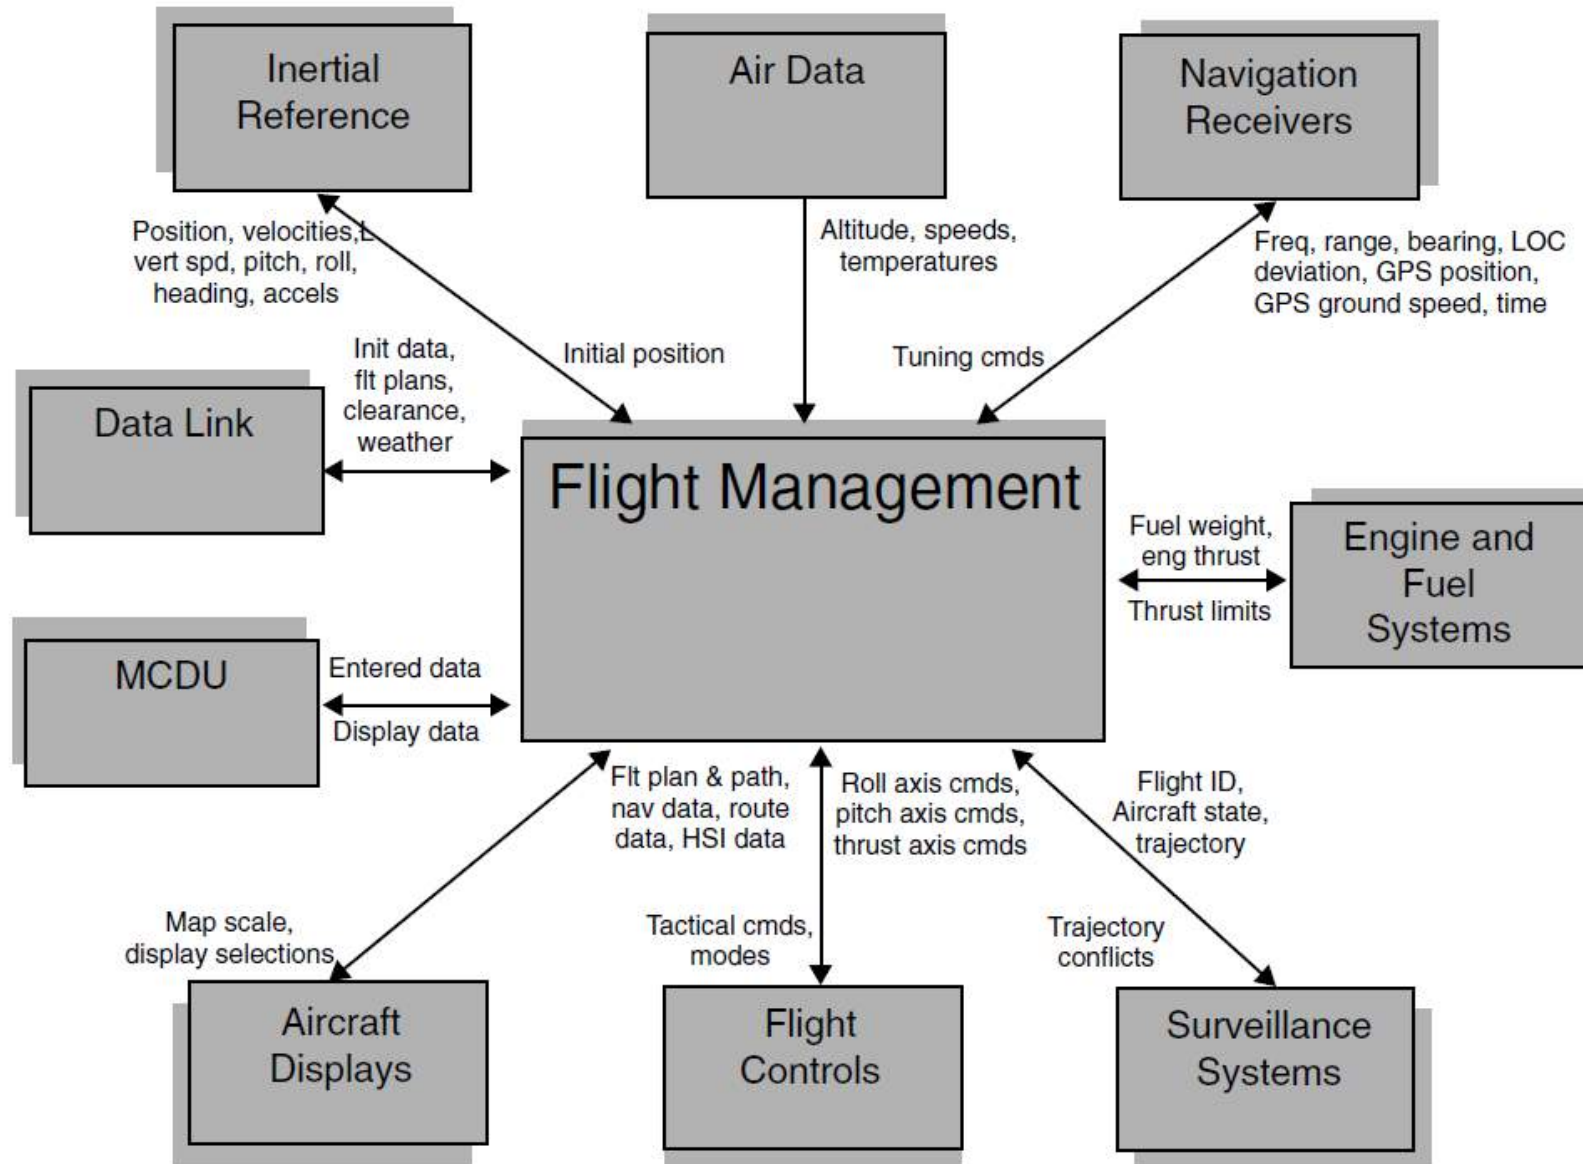 Inertial
Reference
Air Data
Navigation
Receivers
Position, velocities,L
vert spd, pitch, roll,
heading, accels
Altitude, speeds,
temperatures
Freq, range, bearing, LOC
deviation, GPS position,
GPS ground speed, time
Initial position
Tuning cmds
Init data,
flt plans,
clearance,
weather
Data Link
Flight Management
Fuel weight,
eng thrust
Thrust limits
Engine and
Fuel
Systems
MCDU
Entered data
Display data
Flt plan & path,
nav data, route
data, HSI data
Roll axis cmds,
pitch axis cmds,
thrust axis cmds
Flight ID,
Aircraft state,
trajectory
Map scale,
display selections
Tactical cmds,
modes
Trajectory
conflicts
Aircraft
Displays
Flight
Controls
Surveillance
Systems